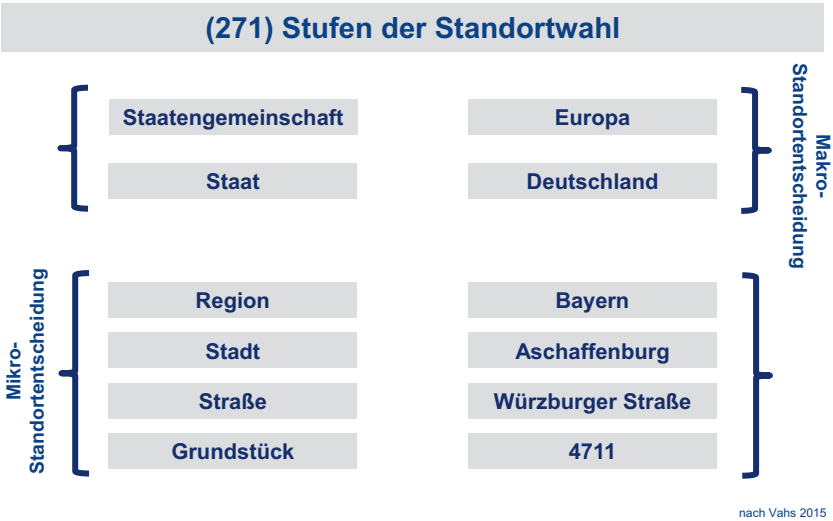 (271) Stufen der Standortwahl
Staatengemeinschaft
Europa
Staat
Deutschland
Makro-
Standortentscheidung
Mikro-
Standortentscheidung
Region
Bayern
Stadt
Aschaffenburg
Straße
Würzburger Straße
Grundstück
4711
nach Vahs 2015